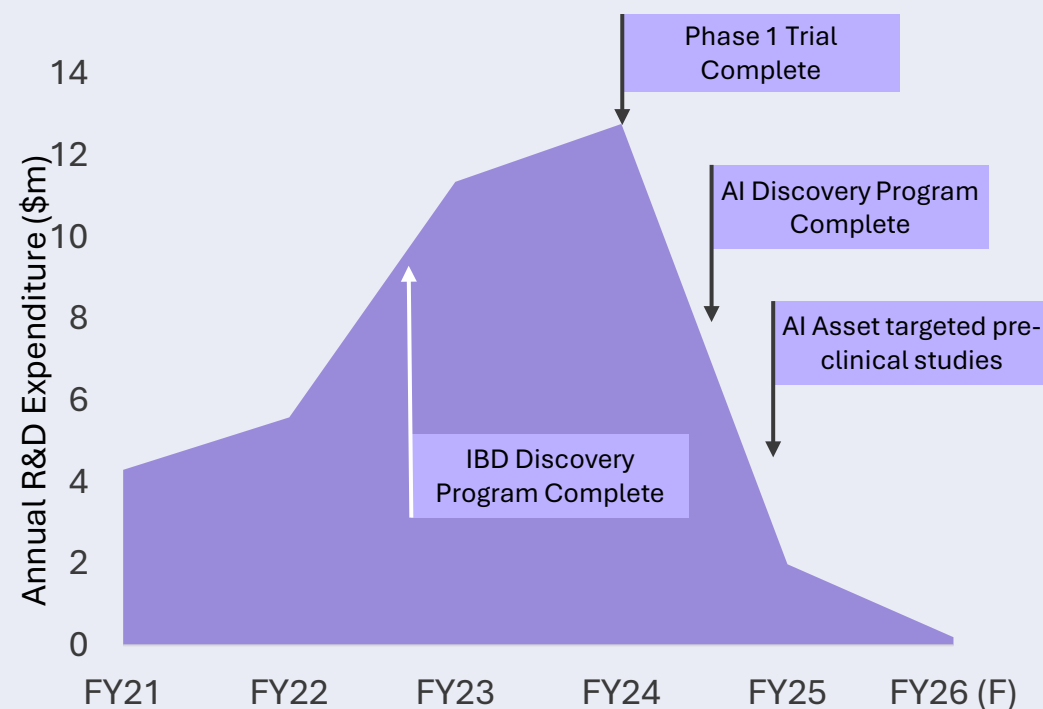 Phase 1 Trial
Complete
AI Discovery Program
Complete
AI Asset targeted pre-
clinical studies
IBD Discovery
Program Complete
Annual R&D Expenditure ($m)
14
12
10
8
6
4
2
0
FY21
FY22
FY23
FY24
FY25
FY26 (F)